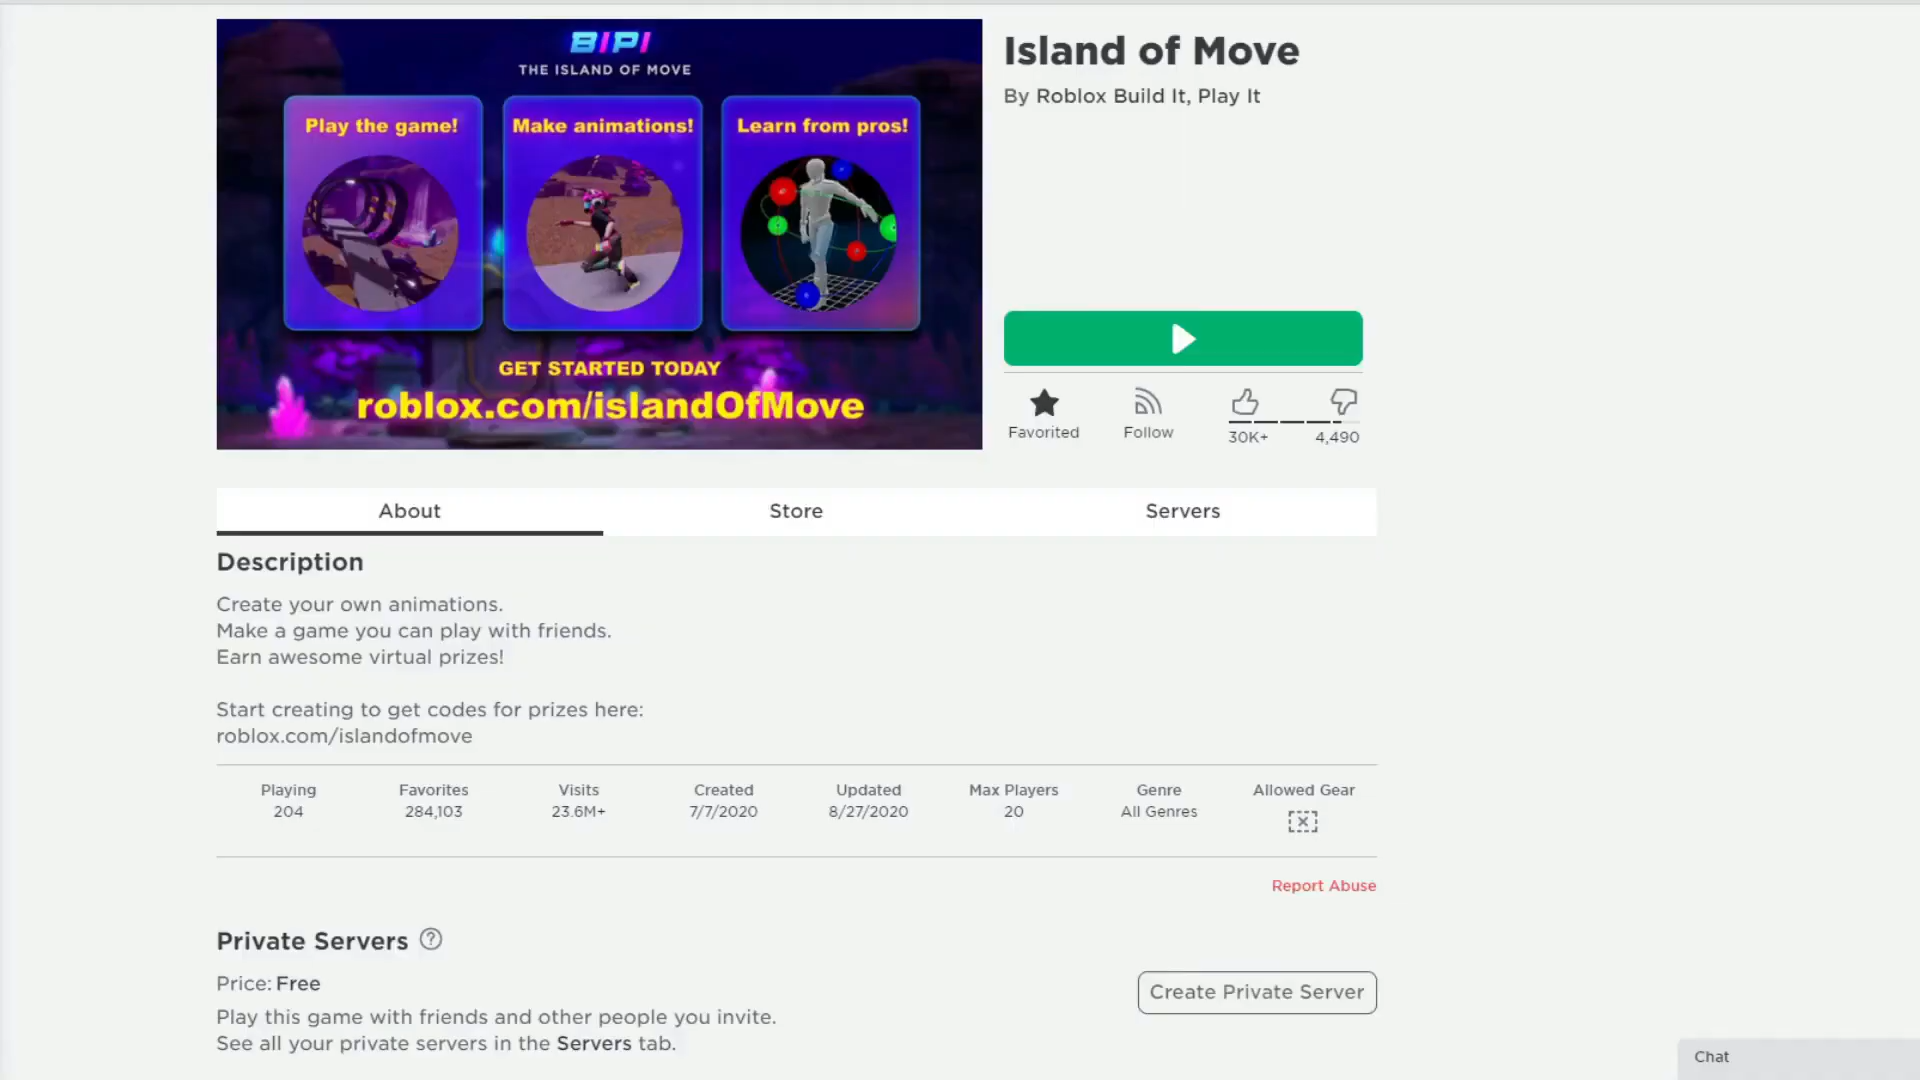 BIPI
THE ISLAND OF MOVE
Play the game!
Make animations!
Learn from pros!
GET STARTED TODAY
roblox.com/islandOfMove
Island of Move
By Roblox Build It, Play It
Favorited
Follow
30K+
4,490
About
Store
Servers
Description
Create your own animations.
Make a game you can play with friends.
Earn awesome virtual prizes!
Start creating to get codes for prizes here:
roblox.com/islandofmove
Playing
204
Favorites
284,103
Visits
23.6M+
Created
7/7/2020
Updated
8/27/2020
Max Players
20
Genre
All Genres
Allowed Gear
Report Abuse
Private Servers ?
Price: Free
Play this game with friends and other people you invite.
See all your private servers in the Servers tab.
Create Private Server
Chat